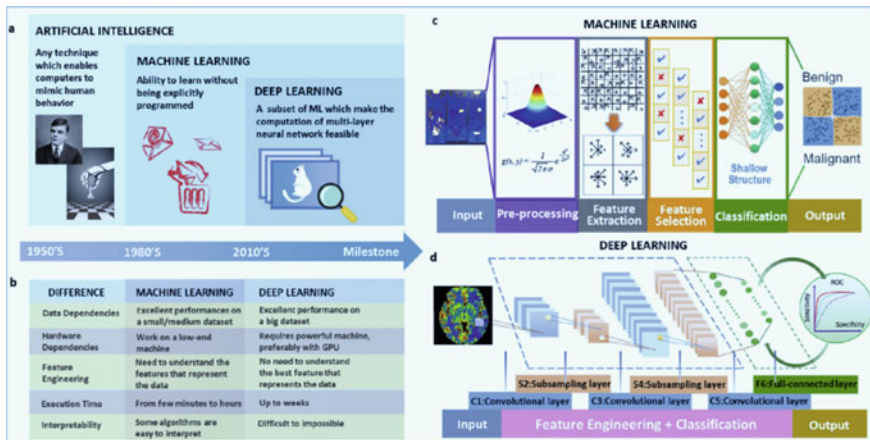 a
ARTIFICIAL INTELLIGENCE
Any technique
which enables
computers to
mimic human
behavior
MACHINE LEARNING
Ability to learn without
being explicitly
programmed
DEEP LEARNING
A subset of ML which make the
computation of multi-layer
neural network feasible
1950'S
1980'S
2010'S
Milestone
b
DIFFERENCE
MACHINE LEARNING
DEEP LEARNING
Data Dependencies
Excellent performances on
a small/medium dataset
Excellent performance on
a big dataset
Hardware
Dependencies
Work on a low-end
machine
Requires powerful machine,
preferably with GPU
Feature
Engineering
Need to understand the
features that represent
the data
No need to understand
the best feature that
represents the data
Execution Time
From few minutes to hours
Up to weeks
Interpretability
Some algorithms are
easy to interpret
Difficult to impossible
c
MACHINE LEARNING
Benign
Malignant
Shallow
Structure
Input
Pre-processing
Feature
Extraction
Feature
Selection
Classification
Output
d
DEEP LEARNING
ROC
Sensitivity
Specificity
S2:Subsampling layer
S4:Subsampling layer
F6:Full-connected layer
C1:Convolutional layer
C3:Convolutional layer
C5:Convolutional layer
Input
Feature Engineering + Classification
Output